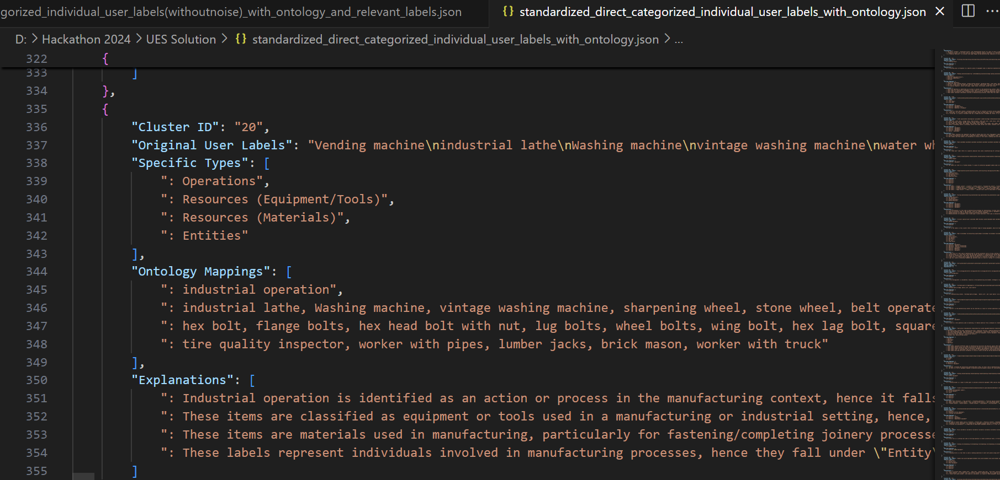 gorized_individual_user_labels(withoutnoise)_with_ontology_and_relevant_labels.json
{} standardized_direct_categorized_individual_user_labels_with_ontology.json
D: > Hackathon 2024 > UES Solution > {} standardized_direct_categorized_individual_user_labels_with_ontology.json > ...
322 {
333 ]
334 },
335 {
336 "Cluster ID": "20",
337 "Original User Labels": "Vending machine\nindustrial lathe\nWashing machine\nvintage washing machine\nwater wh
338 "Specific Types": [
339 ": Operations",
340 ": Resources (Equipment/Tools)",
341 ": Resources (Materials)",
342 ": Entities"
343 ],
344 "Ontology Mappings": [
345 ": industrial operation",
346 ": industrial lathe, Washing machine, vintage washing machine, sharpening wheel, stone wheel, belt operate
347 ": hex bolt, flange bolts, hex head bolt with nut, lug bolts, wheel bolts, wing bolt, hex lag bolt, square
348 ": tire quality inspector, worker with pipes, lumber jacks, brick mason, worker with truck"
349 ],
350 "Explanations": [
351 ": Industrial operation is identified as an action or process in the manufacturing context, hence it falls
352 ": These items are classified as equipment or tools used in a manufacturing or industrial setting, hence,
353 ": These items are materials used in manufacturing, particularly for fastening/completing joinery processe
354 ": These labels represent individuals involved in manufacturing processes, hence they fall under \"Entity\
355 ]